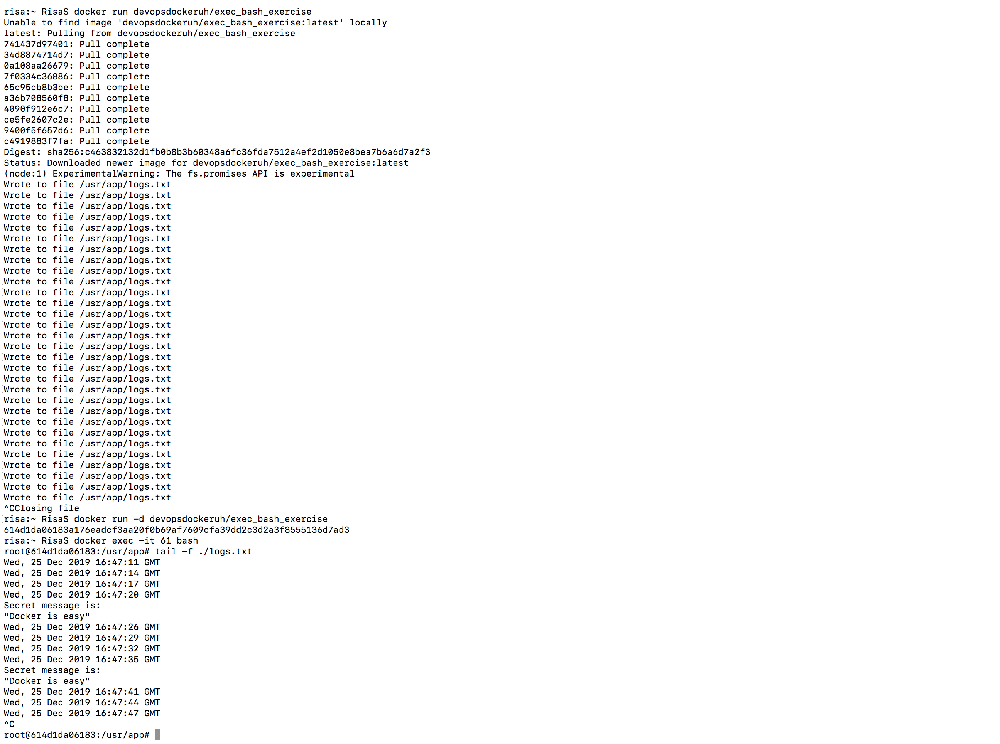 risa:~ Risa$ docker run devopsdockeruh/exec_bash_exercise
Unable to find image 'devopsdockeruh/exec_bash_exercise:latest' locally
latest: Pulling from devopsdockeruh/exec_bash_exercise
741437d97401: Pull complete
34d8874714d7: Pull complete
0a108aa26679: Pull complete
7f0334c36886: Pull complete
65c95cb8b3be: Pull complete
a36b708560f8: Pull complete
4090f912e6c7: Pull complete
ce5fe2607c2e: Pull complete
9400f5f657d6: Pull complete
c4919883f7fa: Pull complete
Digest: sha256:c463832132d1fb0b8b3b60348a6fc36fda7512a4ef2d1050e8bea7b6a6d7a2f3
Status: Downloaded newer image for devopsdockeruh/exec_bash_exercise:latest
(node:1) ExperimentalWarning: The fs.promises API is experimental
Wrote to file /usr/app/logs.txt
Wrote to file /usr/app/logs.txt
Wrote to file /usr/app/logs.txt
Wrote to file /usr/app/logs.txt
Wrote to file /usr/app/logs.txt
Wrote to file /usr/app/logs.txt
Wrote to file /usr/app/logs.txt
Wrote to file /usr/app/logs.txt
Wrote to file /usr/app/logs.txt
[Wrote to file /usr/app/logs.txt
[Wrote to file /usr/app/logs.txt
Wrote to file /usr/app/logs.txt
Wrote to file /usr/app/logs.txt
[Wrote to file /usr/app/logs.txt
Wrote to file /usr/app/logs.txt
Wrote to file /usr/app/logs.txt
[Wrote to file /usr/app/logs.txt
Wrote to file /usr/app/logs.txt
Wrote to file /usr/app/logs.txt
[Wrote to file /usr/app/logs.txt
Wrote to file /usr/app/logs.txt
Wrote to file /usr/app/logs.txt
[Wrote to file /usr/app/logs.txt
Wrote to file /usr/app/logs.txt
Wrote to file /usr/app/logs.txt
Wrote to file /usr/app/logs.txt
[Wrote to file /usr/app/logs.txt
[Wrote to file /usr/app/logs.txt
Wrote to file /usr/app/logs.txt
Wrote to file /usr/app/logs.txt
^CClosing file
[risa:~ Risa$ docker run -d devopsdockeruh/exec_bash_exercise
614d1da06183a176eadcf3aa20f0b69af7609cfa39dd2c3d2a3f8555136d7ad3
risa:~ Risa$ docker exec -it 61 bash
root@614d1da06183:/usr/app# tail -f ./logs.txt
Wed, 25 Dec 2019 16:47:11 GMT
Wed, 25 Dec 2019 16:47:14 GMT
Wed, 25 Dec 2019 16:47:17 GMT
Wed, 25 Dec 2019 16:47:20 GMT
Secret message is:
"Docker is easy"
Wed, 25 Dec 2019 16:47:26 GMT
Wed, 25 Dec 2019 16:47:29 GMT
Wed, 25 Dec 2019 16:47:32 GMT
Wed, 25 Dec 2019 16:47:35 GMT
Secret message is:
"Docker is easy"
Wed, 25 Dec 2019 16:47:41 GMT
Wed, 25 Dec 2019 16:47:44 GMT
Wed, 25 Dec 2019 16:47:47 GMT
^C
root@614d1da06183:/usr/app#